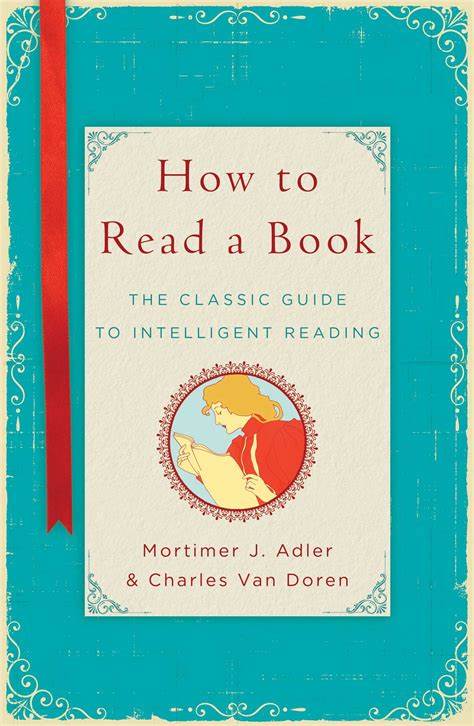 How to
Read a Book
THE CLASSIC GUIDE
TO INTELLIGENT READING
Mortimer J. Adler
& Charles Van Doren